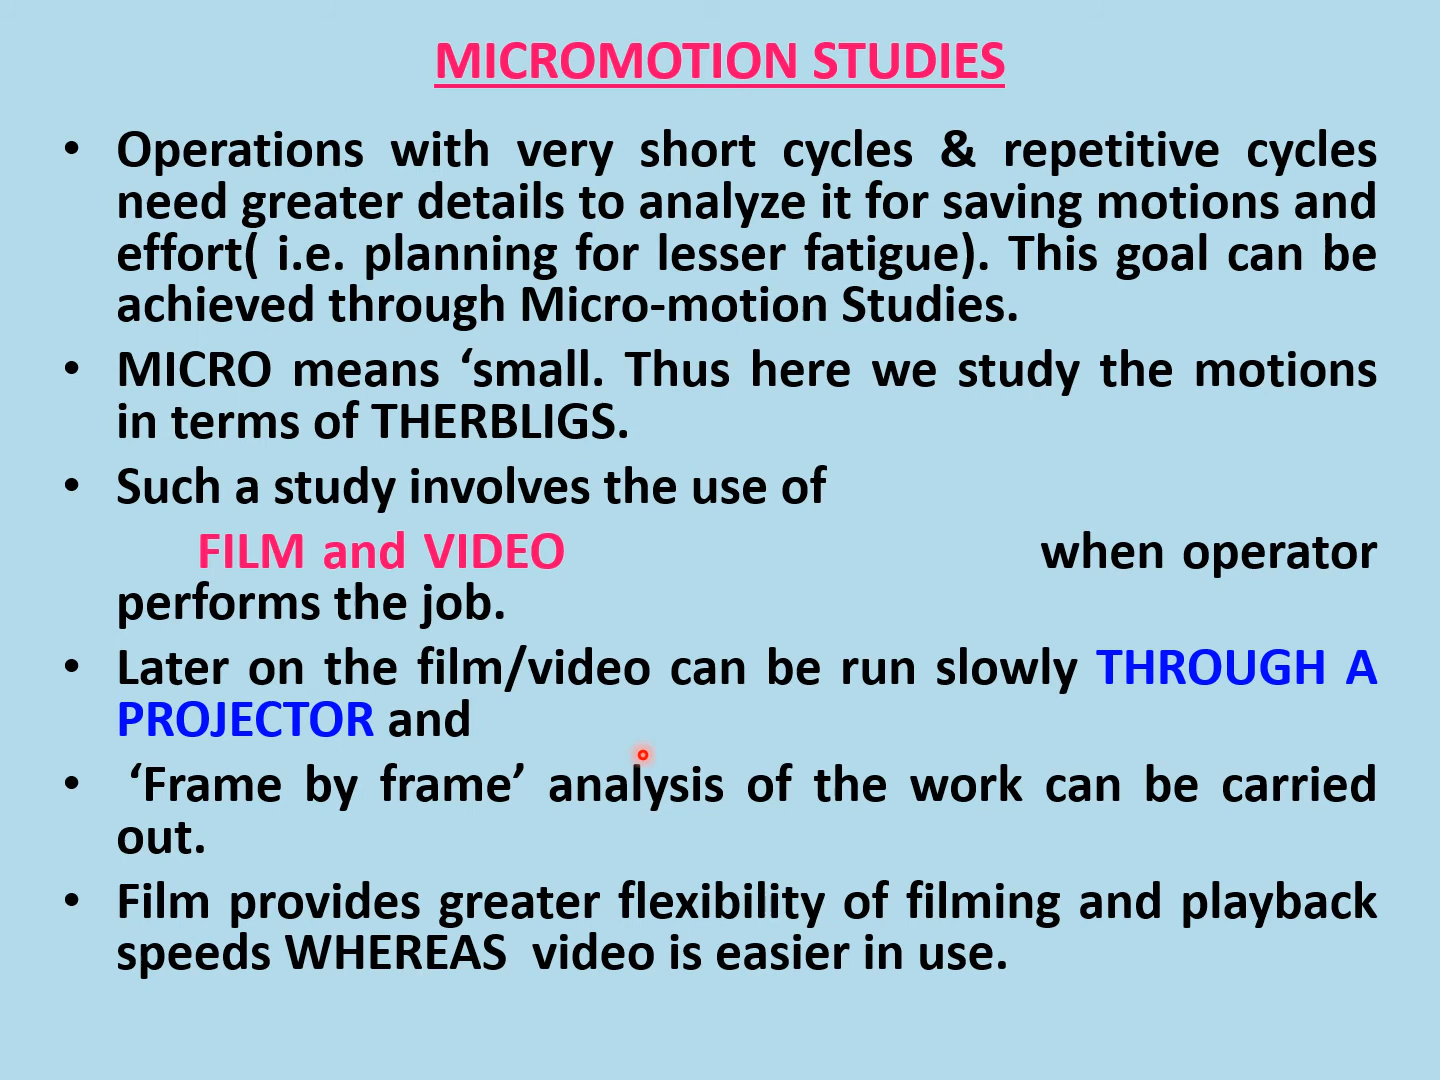 MICROMOTION STUDIES
• Operations with very short cycles & repetitive cycles
need greater details to analyze it for saving motions and
effort( i.e. planning for lesser fatigue). This goal can be
achieved through Micro-motion Studies.
• MICRO means ‘small. Thus here we study the motions
in terms of THERBLIGS.
• Such a study involves the use of
FILM and VIDEO when operator
performs the job.
• Later on the film/video can be run slowly THROUGH A
PROJECTOR and
• ‘Frame by frame’ analysis of the work can be carried
out.
• Film provides greater flexibility of filming and playback
speeds WHEREAS video is easier in use.